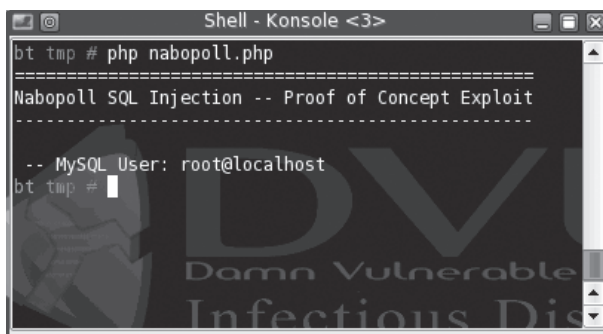 Shell - Konsole <3>
bt tmp # php nabopoll.php
==================================================
Nabopoll SQL Injection -- Proof of Concept Exploit
--------------------------------------------------
-- MySQL User: root@localhost
bt tmp #
DVL
Damn Vulnerable
Infectious Dis